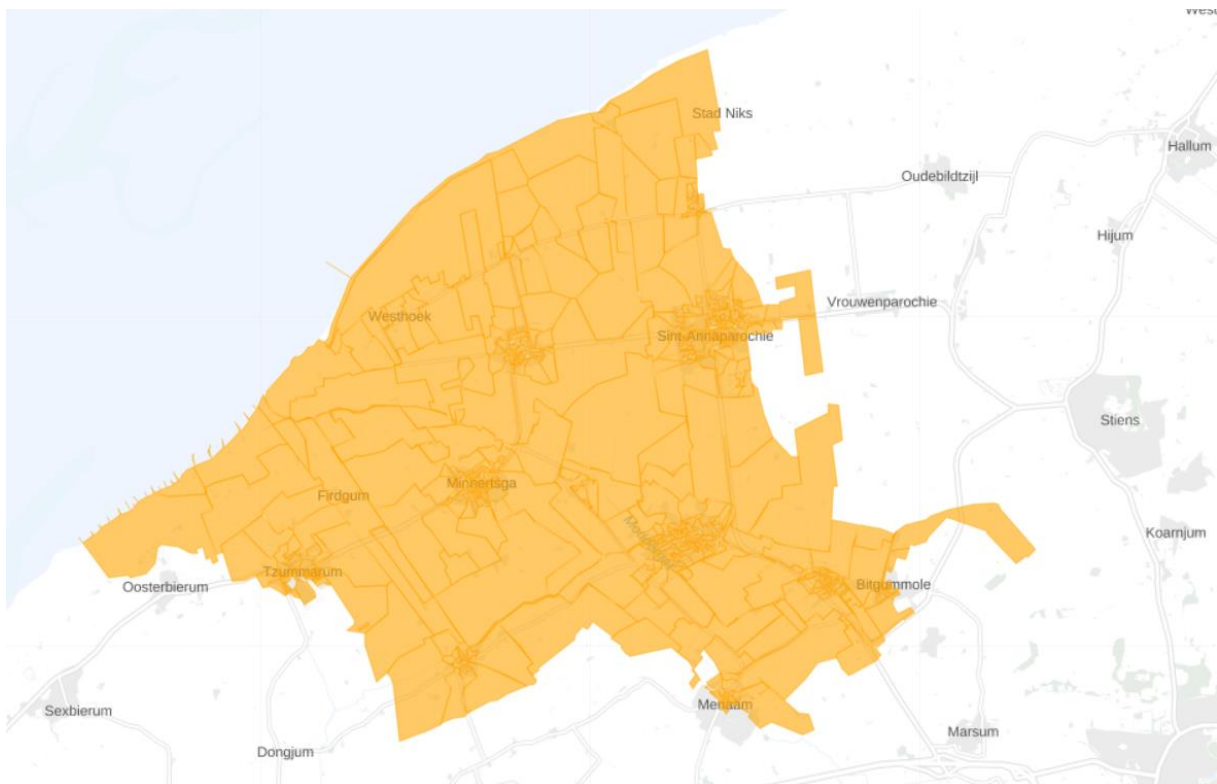 Stad Niks
Hallum
Oudebildtzijl
Hijum
Vrouwenparochie
Westhoek
Sint-Annaparochie
Stiens
Minnertsga
Firdgum
Koarnjum
Tzummarum
Oosterbierum
Bitgummole
Menaam
Sexbierum
Marsum
Dongjum